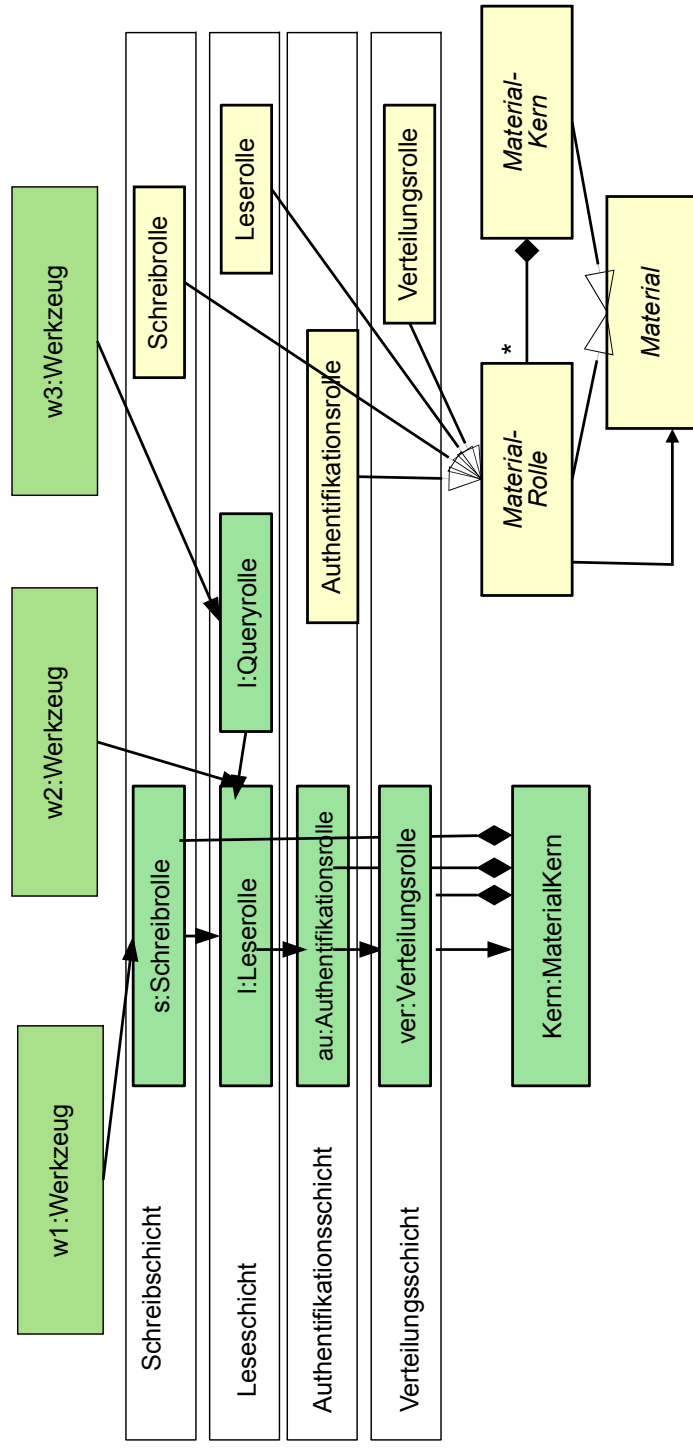 w1:Werkzeug
w2:Werkzeug
w3:Werkzeug
Schreibschicht
s:Schreibrolle
Schreibrolle
Leseschicht
l:Leserolle
l:Queryrolle
Leserolle
Authentifikationsschicht
au:Authentifikationsrolle
Authentifikationsrolle
Verteilungsschicht
ver:Verteilungsrolle
Verteilungsrolle
Kern:MaterialKern
Material-
Rolle
*
Material-
Kern
Material